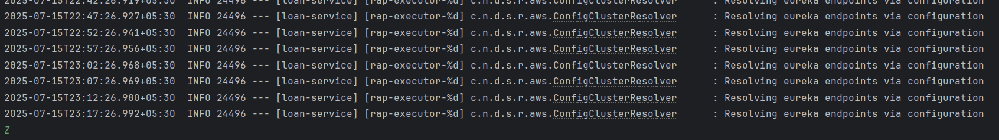 2025-07-15T22:42:26.919+05:30  INFO 24496 --- [loan-service] [rap-executor-%d] c.n.d.s.r.aws.ConfigClusterResolver      : Resolving eureka endpoints via configuration
2025-07-15T22:47:26.927+05:30  INFO 24496 --- [loan-service] [rap-executor-%d] c.n.d.s.r.aws.ConfigClusterResolver      : Resolving eureka endpoints via configuration
2025-07-15T22:52:26.941+05:30  INFO 24496 --- [loan-service] [rap-executor-%d] c.n.d.s.r.aws.ConfigClusterResolver      : Resolving eureka endpoints via configuration
2025-07-15T22:57:26.956+05:30  INFO 24496 --- [loan-service] [rap-executor-%d] c.n.d.s.r.aws.ConfigClusterResolver      : Resolving eureka endpoints via configuration
2025-07-15T23:02:26.968+05:30  INFO 24496 --- [loan-service] [rap-executor-%d] c.n.d.s.r.aws.ConfigClusterResolver      : Resolving eureka endpoints via configuration
2025-07-15T23:07:26.969+05:30  INFO 24496 --- [loan-service] [rap-executor-%d] c.n.d.s.r.aws.ConfigClusterResolver      : Resolving eureka endpoints via configuration
2025-07-15T23:12:26.980+05:30  INFO 24496 --- [loan-service] [rap-executor-%d] c.n.d.s.r.aws.ConfigClusterResolver      : Resolving eureka endpoints via configuration
2025-07-15T23:17:26.992+05:30  INFO 24496 --- [loan-service] [rap-executor-%d] c.n.d.s.r.aws.ConfigClusterResolver      : Resolving eureka endpoints via configuration
Z